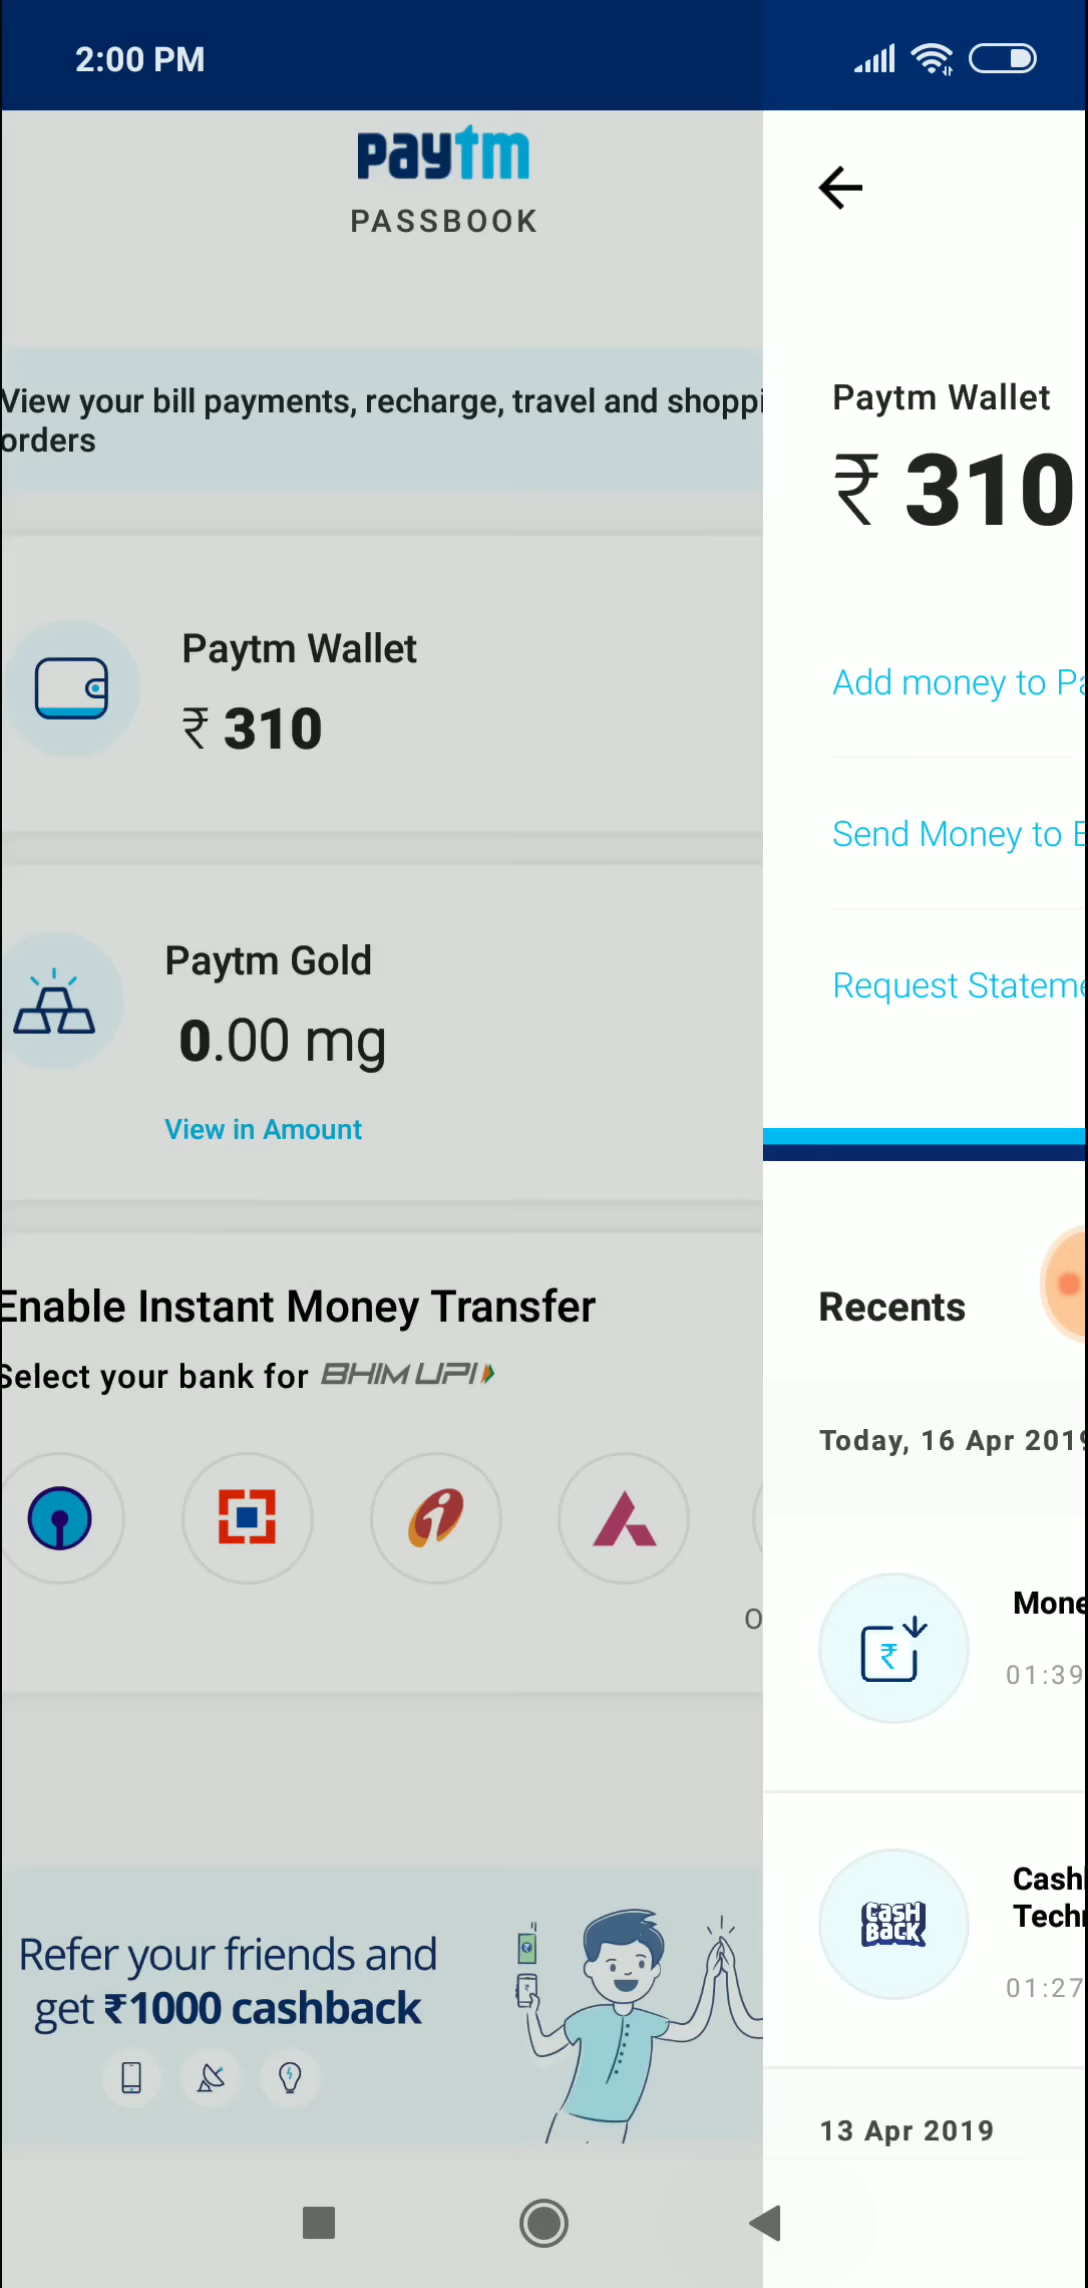 2:00 PM
paytm
PASSBOOK
View your bill payments, recharge, travel and shoppi
orders
Paytm Wallet
₹ 310
Paytm Gold
0.00 mg
View in Amount
Enable Instant Money Transfer
Select your bank for BHIM UPI
O
Refer your friends and
get ₹1000 cashback
Paytm Wallet
₹ 310
Add money to Pa
Send Money to B
Request Stateme
Recents
Today, 16 Apr 2019
Mone
01:39
CASH
BACK
Cash
Tech
01:27
13 Apr 2019